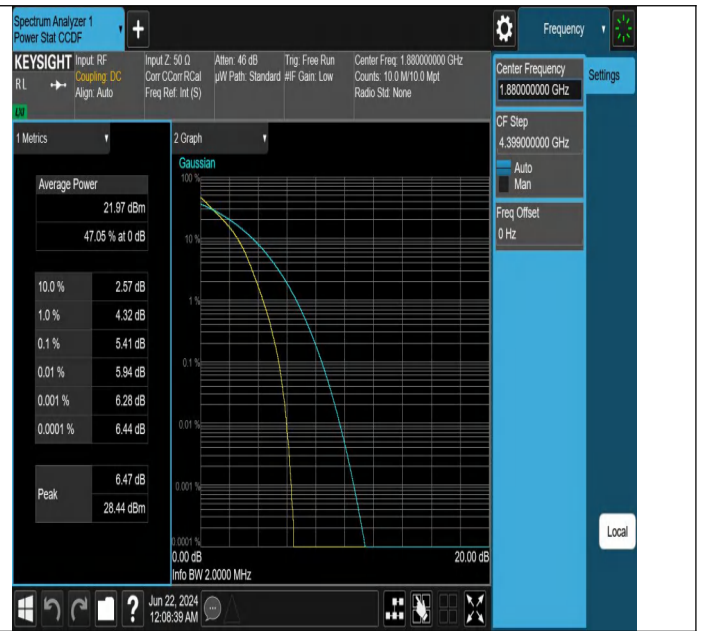 Spectrum Analyzer 1
Power Stat CCDF
+
Frequency
KEYSIGHT
RL
Input: RF
Coupling: DC
Align: Auto
Input Z: 50 Ω
Corr CCorr RCal
Freq Ref: Int (S)
Atten: 46 dB
µW Path: Standard
Trig: Free Run
#IF Gain: Low
Center Freq: 1.880000000 GHz
Counts: 10.0 M/10.0 Mpt
Radio Std: None
Center Frequency
1.880000000 GHz
Settings
CF Step
4.399000000 GHz
Auto
Man
Freq Offset
0 Hz
1 Metrics
2 Graph
Average Power
21.97 dBm
47.05 % at 0 dB
10.0 % 2.57 dB
1.0 % 4.32 dB
0.1 % 5.41 dB
0.01 % 5.94 dB
0.001 % 6.28 dB
0.0001 % 6.44 dB
Peak
6.47 dB
28.44 dBm
Gaussian
100 %
10 %
1 %
0.1 %
0.01 %
0.001 %
0.0001 %
0.00 dB
20.00 dB
Info BW 2.0000 MHz
Local
?
Jun 22, 2024
12:08:39 AM